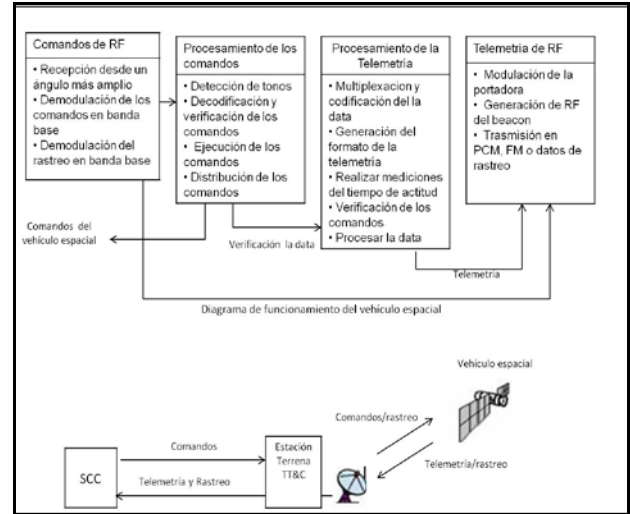 Comandos de RF
• Recepción desde un
ángulo más amplio
• Demodulación de los
comandos en banda
base
• Demodulación del
rastreo en banda base
Procesamiento de los
comandos
• Detección de tonos
• Decodificación y
verificación de los
comandos
• Ejecución de los
comandos
• Distribución de los
comandos
Procesamiento de la
Telemetría
• Multiplexacion y
codificación del la
data
• Generación del
formato de la
telemetría
• Realizar mediciones
del tiempo de actitud
• Verificación de los
comandos
• Procesar la data
Telemetria de RF
• Modulación de la
portadora
• Generación de RF
del beacon
• Trasmisión en
PCM, FM o datos de
rastreo
Comandos del
vehículo espacial
Verificación la data
Telemetría
Diagrama de funcionamiento del vehiculo espacial
Vehículo espacial
Comandos/rastreo
Telemetría/rastreo
Comandos
Telemetría y Rastreo
SCC
Estación
Terrena
TT&C